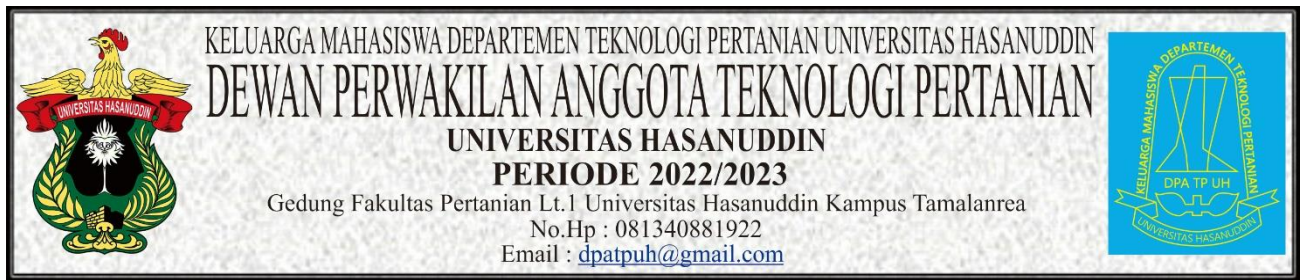 KELUARGA MAHASISWA DEPARTEMEN TEKNOLOGI PERTANIAN UNIVERSITAS HASANUDDIN
DEWAN PERWAKILAN ANGGOTA TEKNOLOGI PERTANIAN
UNIVERSITAS HASANUDDIN
PERIODE 2022/2023
Gedung Fakultas Pertanian Lt.1 Universitas Hasanuddin Kampus Tamalanrea
No.Hp : 081340881922
Email : dpatpuh@gmail.com
UNIVERSITAS HASANUDDIN
KELUARGA MAHASISWA DEPARTEMEN TEKNOLOGI PERTANIAN
DPA TP UH
UNIVERSITAS HASANUDDIN